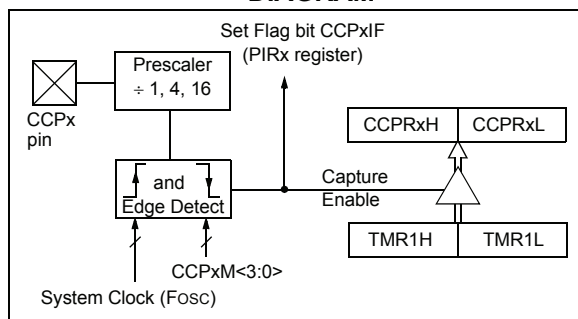 DIAGRAM
Set Flag bit CCPxIF
(PIRx register)
Prescaler
÷ 1, 4, 16
CCPx
pin
CCPRxH
CCPRxL
and
Edge Detect
Capture
Enable
TMR1H
TMR1L
CCPxM<3:0>
System Clock (FOSC)